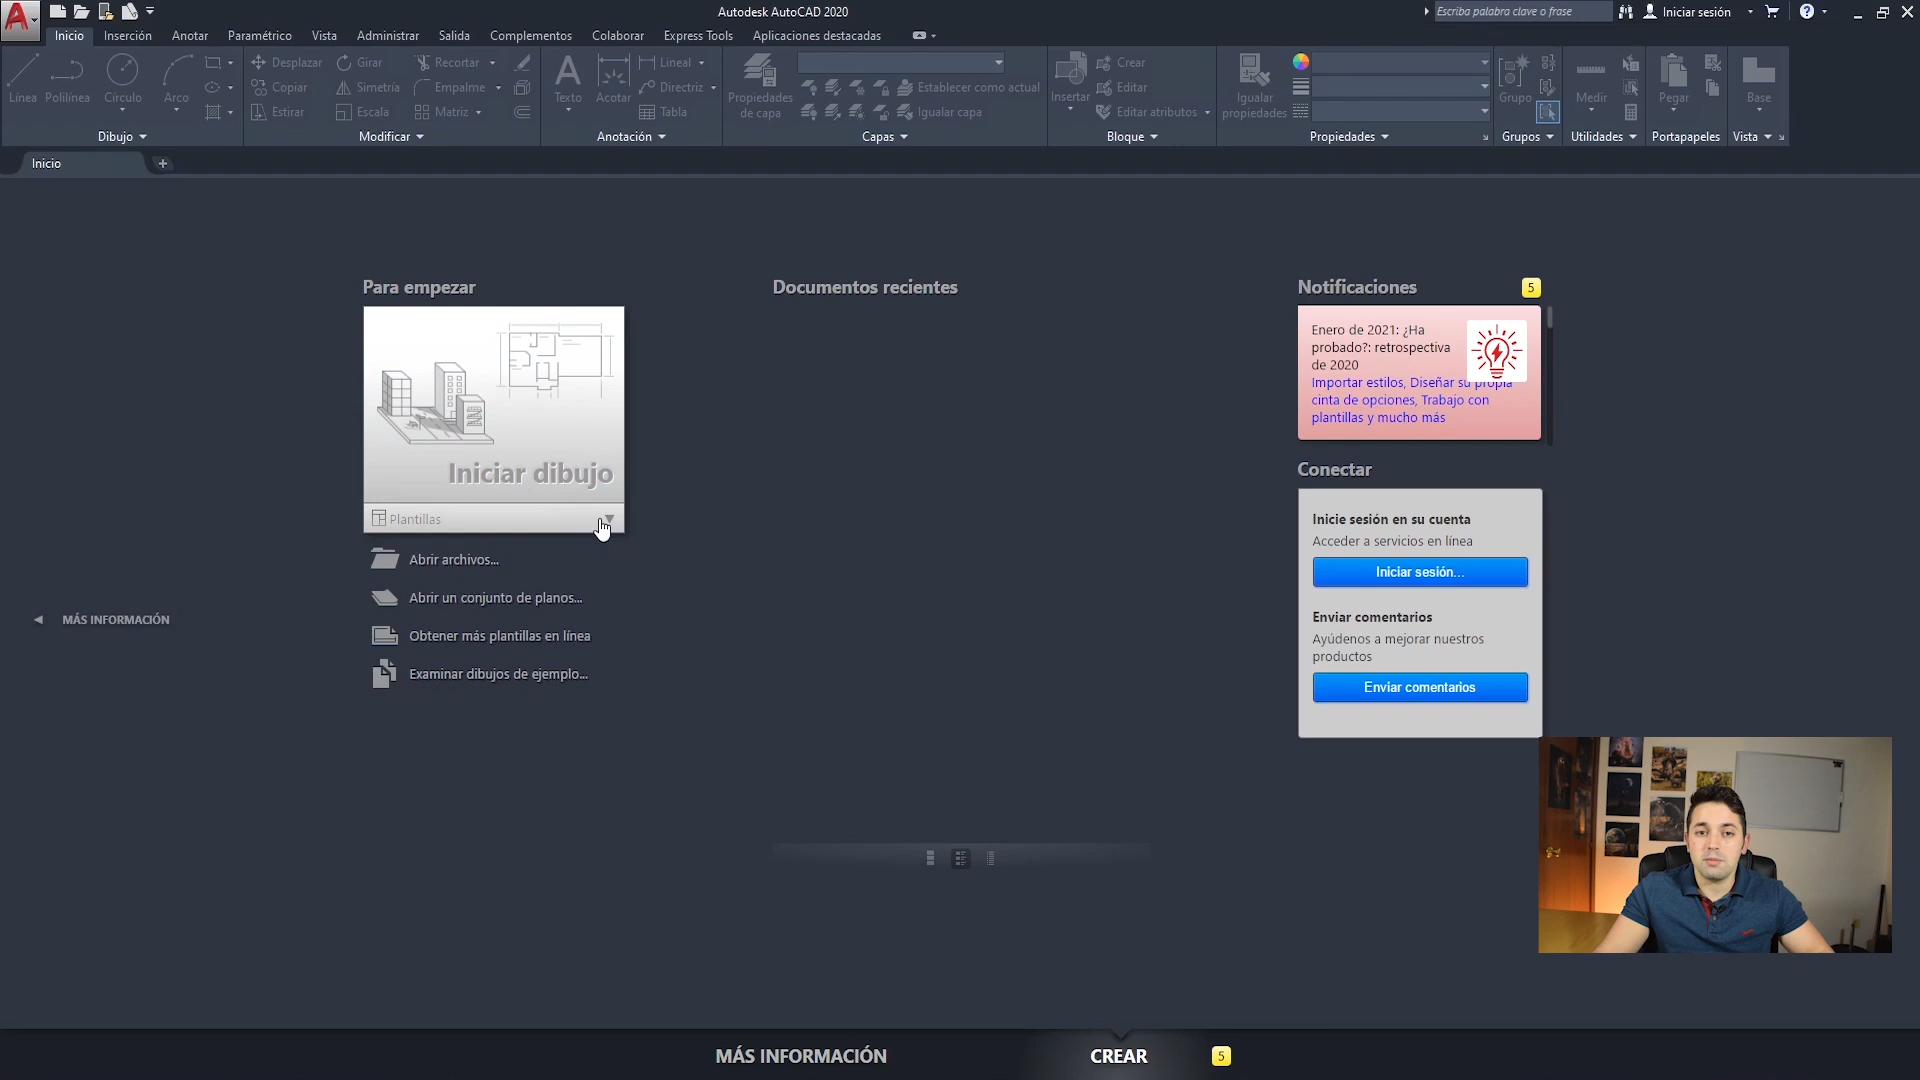 Autodesk AutoCAD 2020
Escriba palabra clave o frase
Iniciar sesión
Inicio
Inserción
Anotar
Paramétrico
Vista
Administrar
Salida
Complementos
Colaborar
Express Tools
Aplicaciones destacadas
Línea
Polilínea
Círculo
Arco
Dibujo
Desplazar
Girar
Recortar
Copiar
Simetría
Empalme
Estirar
Escala
Matriz
Modificar
Texto
Acotar
Lineal
Directriz
Tabla
Anotación
Propiedades
de capa
Establecer como actual
Igualar capa
Capas
Insertar
Crear
Editar
Editar atributos
Bloque
Igualar
propiedades
Propiedades
Grupo
Grupos
Medir
Utilidades
Pegar
Portapapeles
Base
Vista
Inicio
Para empezar
Iniciar dibujo
Plantillas
Abrir archivos...
Abrir un conjunto de planos...
Obtener más plantillas en línea
Examinar dibujos de ejemplo...
MÁS INFORMACIÓN
Documentos recientes
Notificaciones
5
Enero de 2021: ¿Ha
probado?: retrospectiva
de 2020
Importar estilos, Diseñar su propia
cinta de opciones, Trabajo con
plantillas y mucho más
Conectar
Inicie sesión en su cuenta
Acceder a servicios en línea
Iniciar sesión...
Enviar comentarios
Ayúdenos a mejorar nuestros
productos
Enviar comentarios
MÁS INFORMACIÓN
CREAR
5